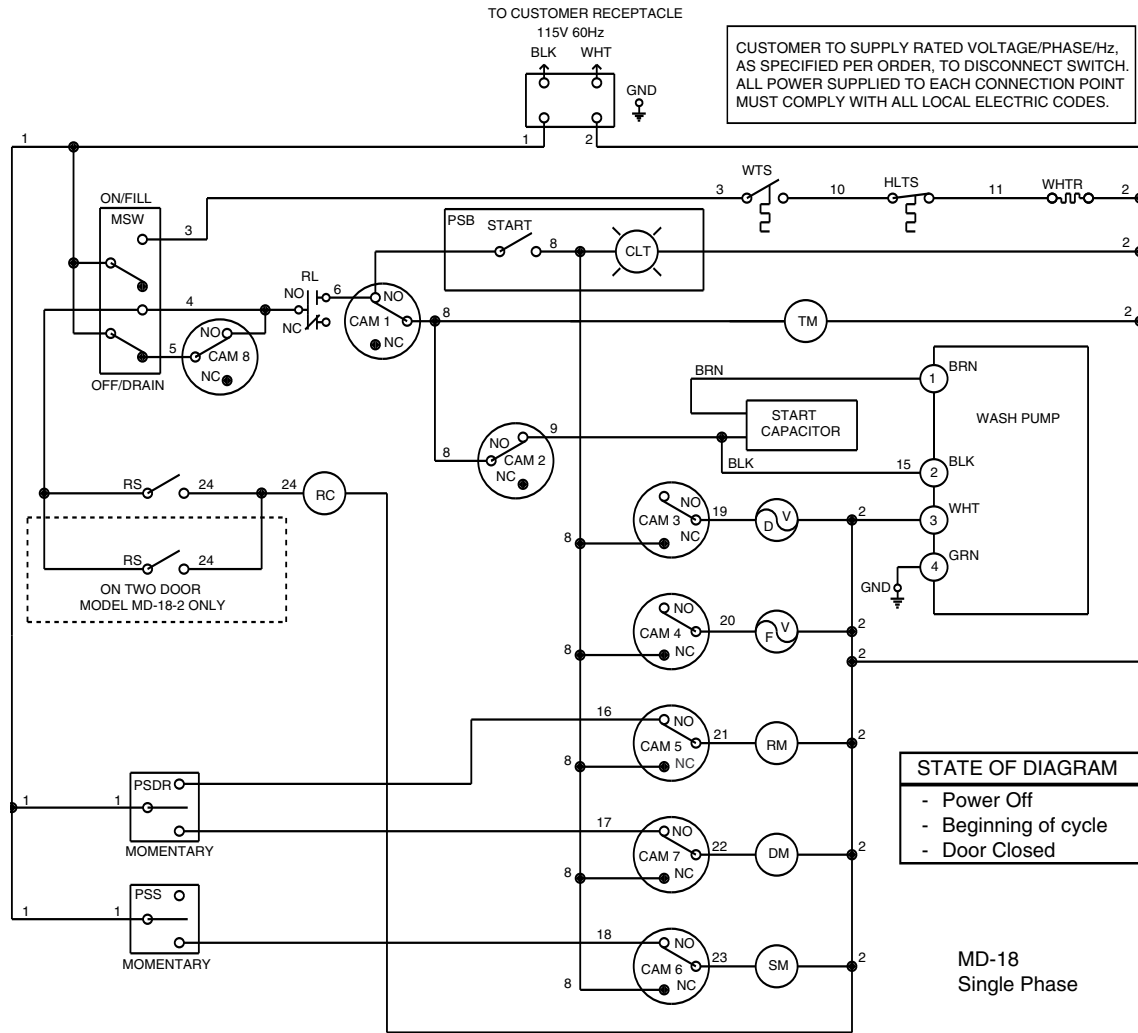 TO CUSTOMER RECEPTACLE
115V 60Hz
BLK WHT
GND
1 2
CUSTOMER TO SUPPLY RATED VOLTAGE/PHASE/Hz,
AS SPECIFIED PER ORDER, TO DISCONNECT SWITCH.
ALL POWER SUPPLIED TO EACH CONNECTION POINT
MUST COMPLY WITH ALL LOCAL ELECTRIC CODES.
1
ON/FILL
MSW
3
3
WTS
10
HLTS
11
WHTR
2
PSB
START
8
CLT
2
4
RL
NO
NC
6
NO
CAM 1
NC
8
TM
2
5
NO
CAM 8
NC
OFF/DRAIN
8
NO
CAM 2
NC
9
BRN
START
CAPACITOR
BLK
15
1
BRN
WASH PUMP
2
BLK
3
WHT
4
GRN
GND
RS
24
24
RC
RS
24
ON TWO DOOR
MODEL MD-18-2 ONLY
8
NO
CAM 3
NC
19
D V
2
8
NO
CAM 4
NC
20
F V
2
2
16
8
NO
CAM 5
NC
21
RM
2
1
1
PSDR
MOMENTARY
17
8
NO
CAM 7
NC
22
DM
2
1
1
PSS
MOMENTARY
18
8
NO
CAM 6
NC
23
SM
2
STATE OF DIAGRAM
- Power Off
- Beginning of cycle
- Door Closed
MD-18
Single Phase